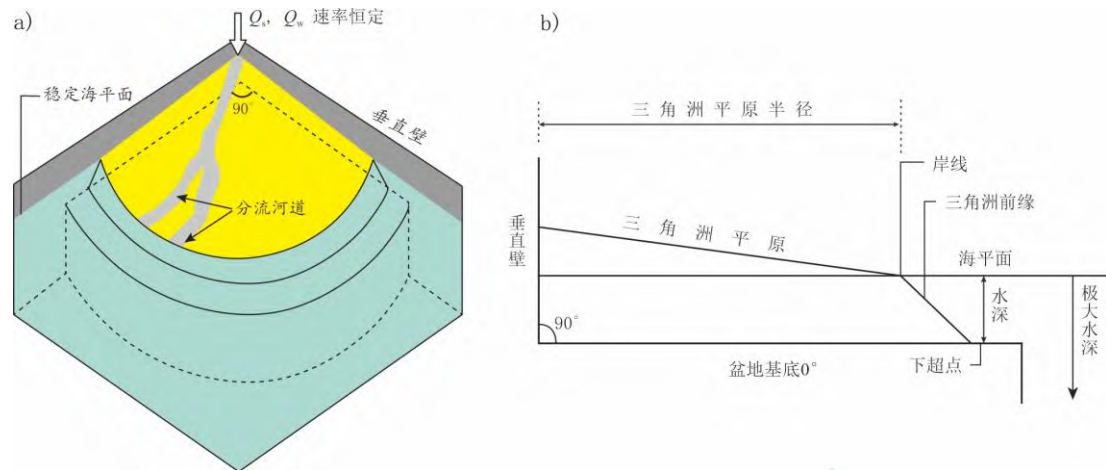 a)
Qs, Qw 速率恒定
稳定海平面
90°
垂直壁
分流河道
b)
三角洲平原半径
岸线
三角洲前缘
垂直壁
三角洲平原
海平面
水深
极大水深
90°
下超点
盆地基底0°